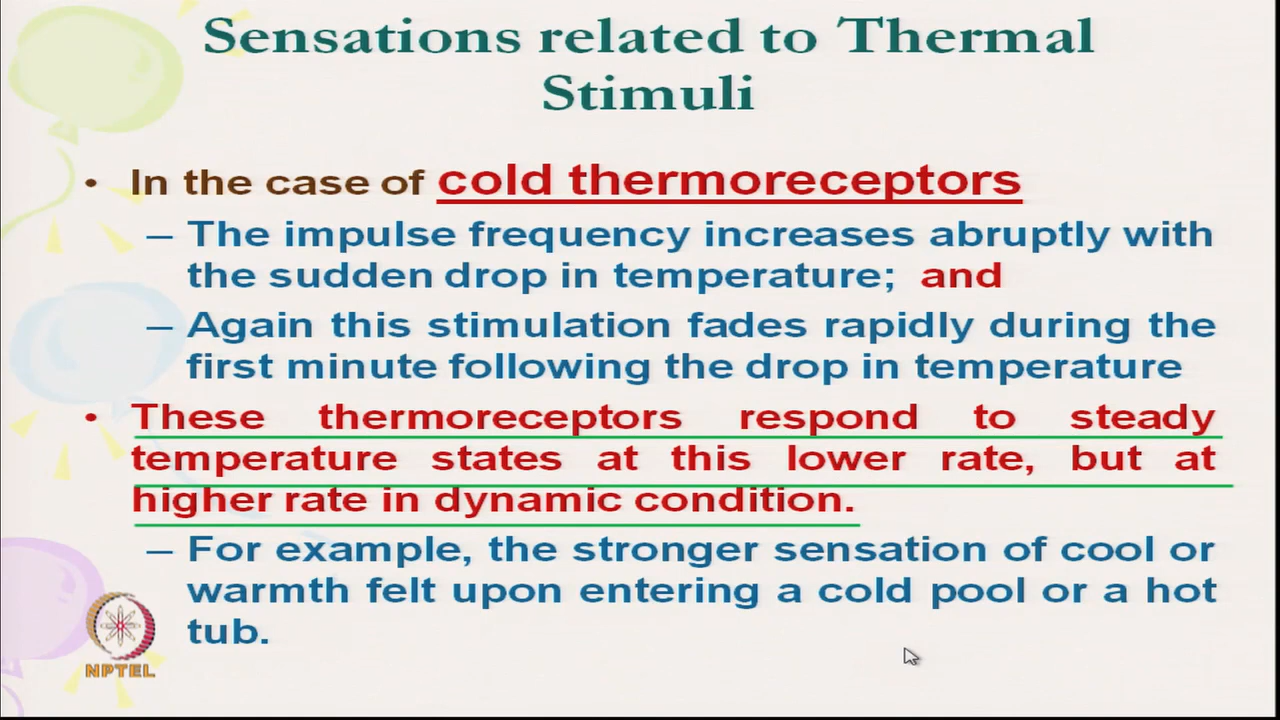 Sensations related to Thermal
Stimuli
• In the case of cold thermoreceptors
– The impulse frequency increases abruptly with
the sudden drop in temperature; and
– Again this stimulation fades rapidly during the
first minute following the drop in temperature
• These thermoreceptors respond to steady
temperature states at this lower rate, but at
higher rate in dynamic condition.
– For example, the stronger sensation of cool or
warmth felt upon entering a cold pool or a hot
tub.
NPTEL